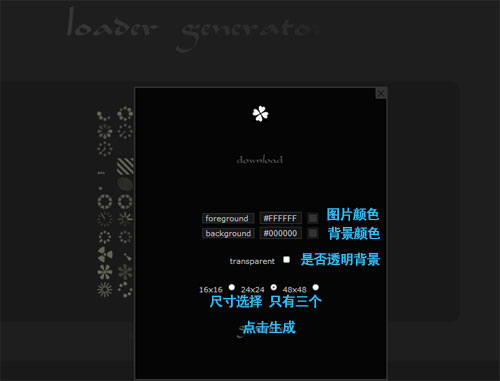 loader generator
download
foreground #FFFFFF 图片颜色
background #000000 背景颜色
transparent 是否透明背景
16x16 24x24 48x48
尺寸选择 只有三个
点击生成